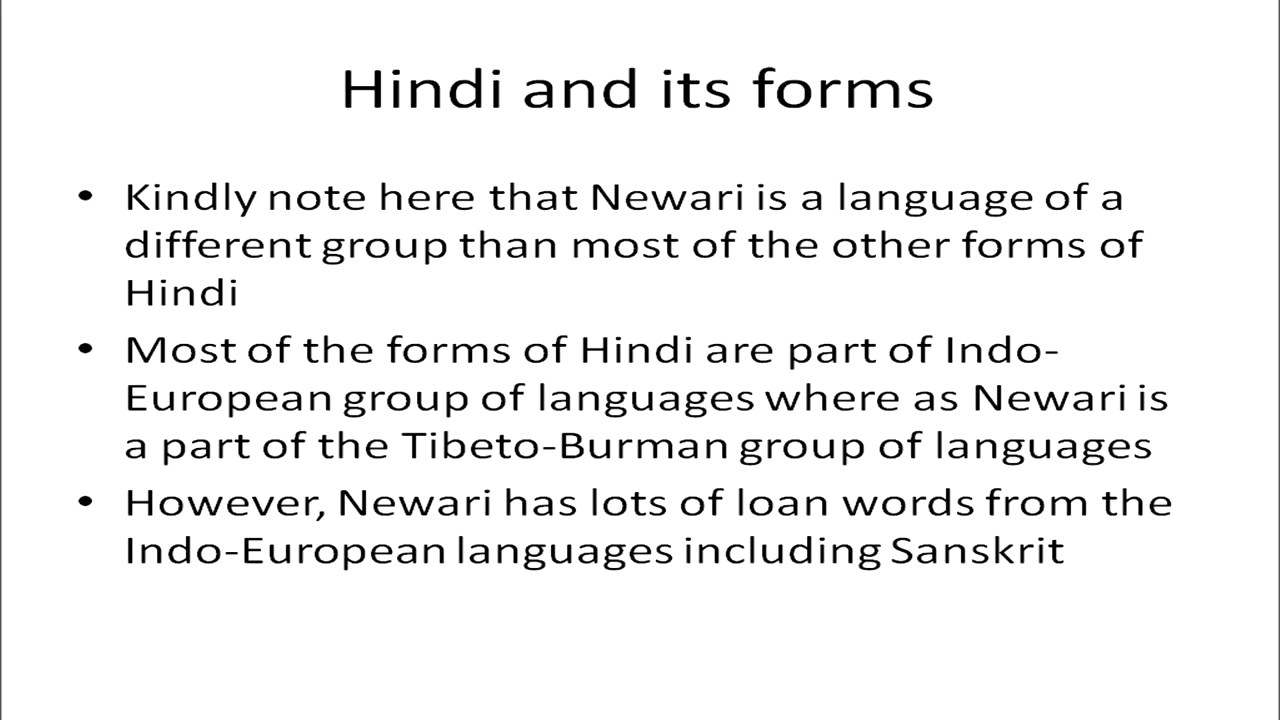 Hindi and its forms
• Kindly note here that Newari is a language of a
different group than most of the other forms of
Hindi
• Most of the forms of Hindi are part of Indo-
European group of languages where as Newari is
a part of the Tibeto-Burman group of languages
• However, Newari has lots of loan words from the
Indo-European languages including Sanskrit